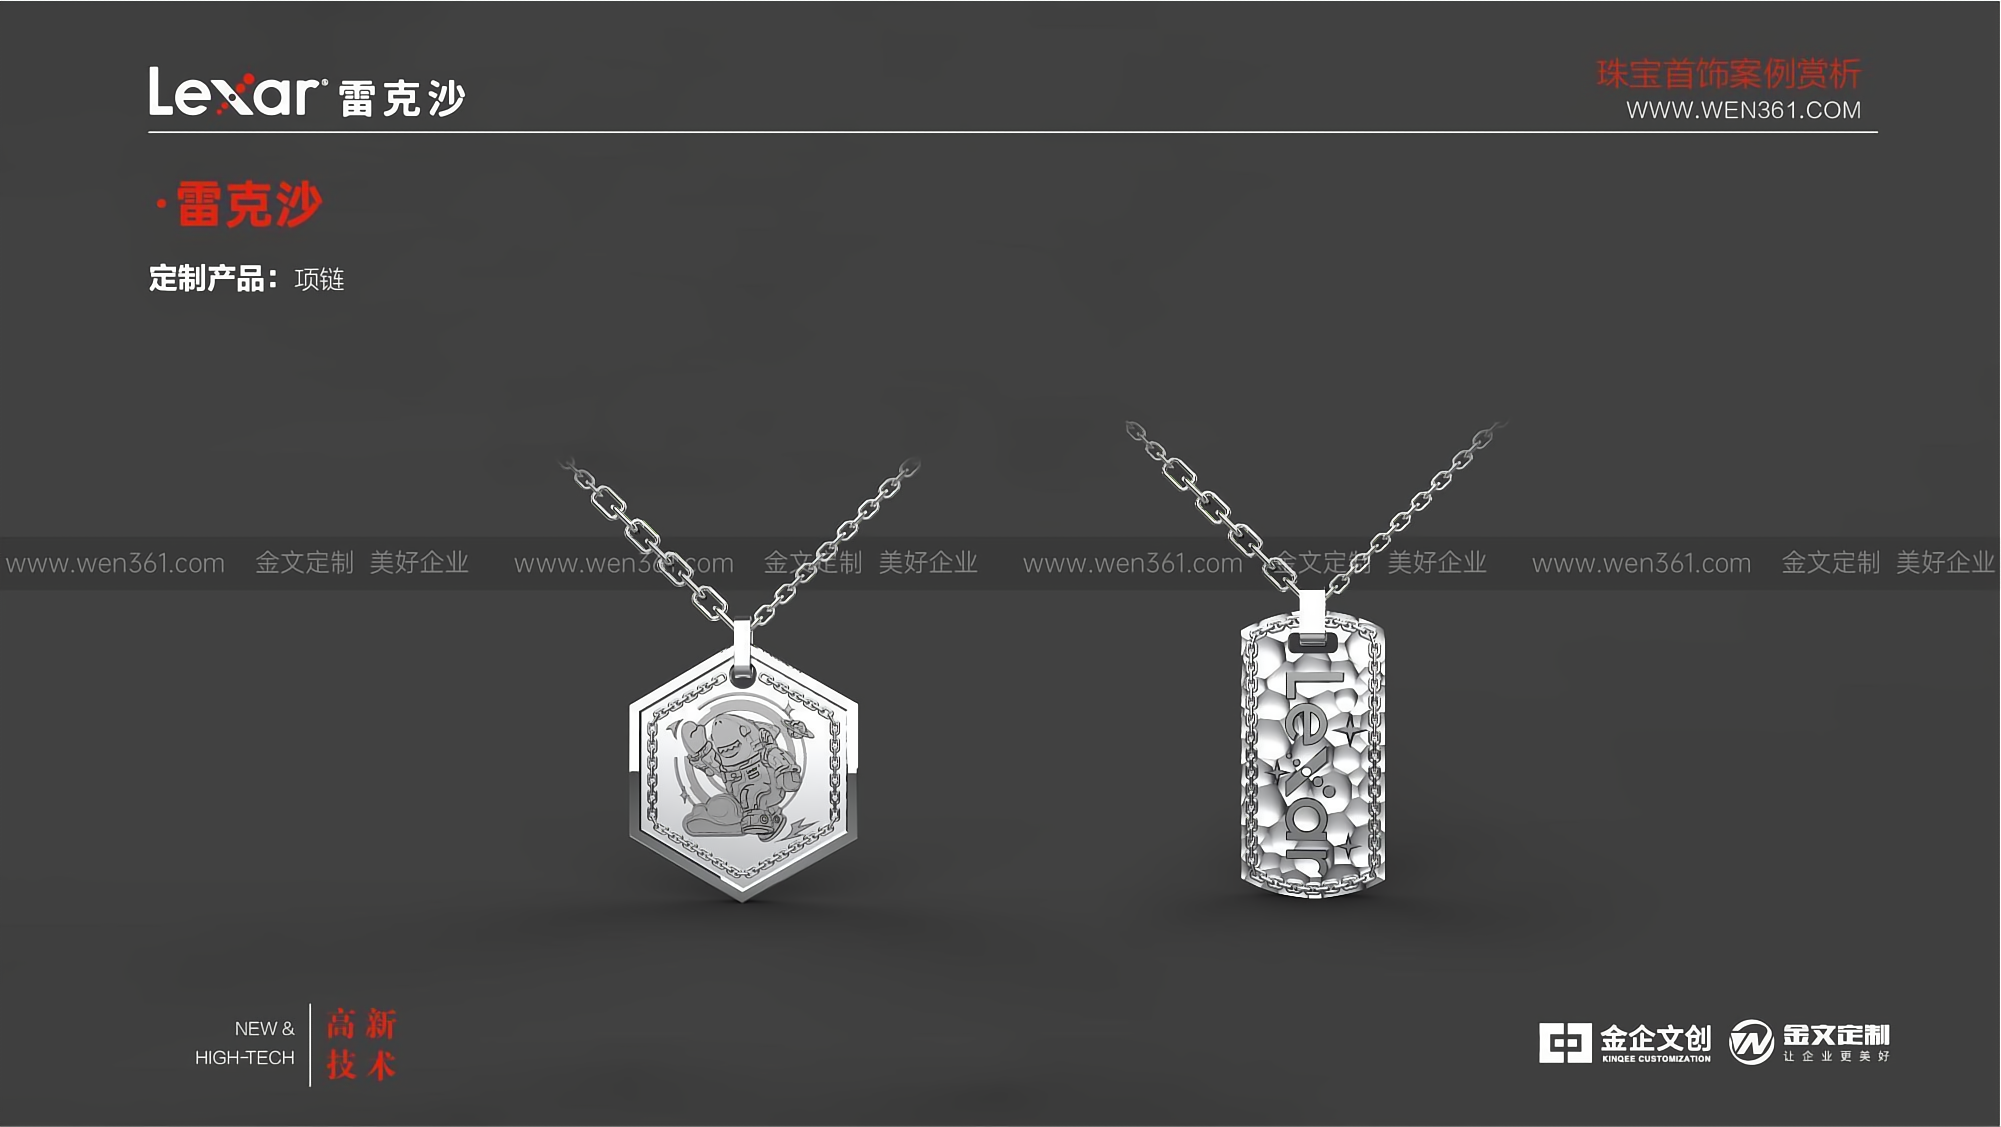 Lexar® 雷克沙
珠宝首饰案例赏析
WWW.WEN361.COM
·雷克沙
定制产品：项链
www.wen361.com 金文定制 美好企业 www.wen361.com 金文定制 美好企业 www.wen361.com 金文定制 美好企业 www.wen361.com 金文定制 美好企业
Lexar
NEW &
HIGH-TECH
高新
技术
金企文创
KINQEE CUSTOMIZATION
金文定制
让企业更美好